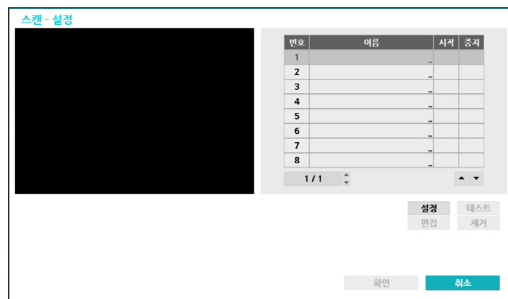 스캔 - 설정
번호 이름 시작 중지
1 ...
2 ...
3 ...
4 ...
5 ...
6 ...
7 ...
8 ...
1 / 1
설정 테스트
편집 제거
확인 취소